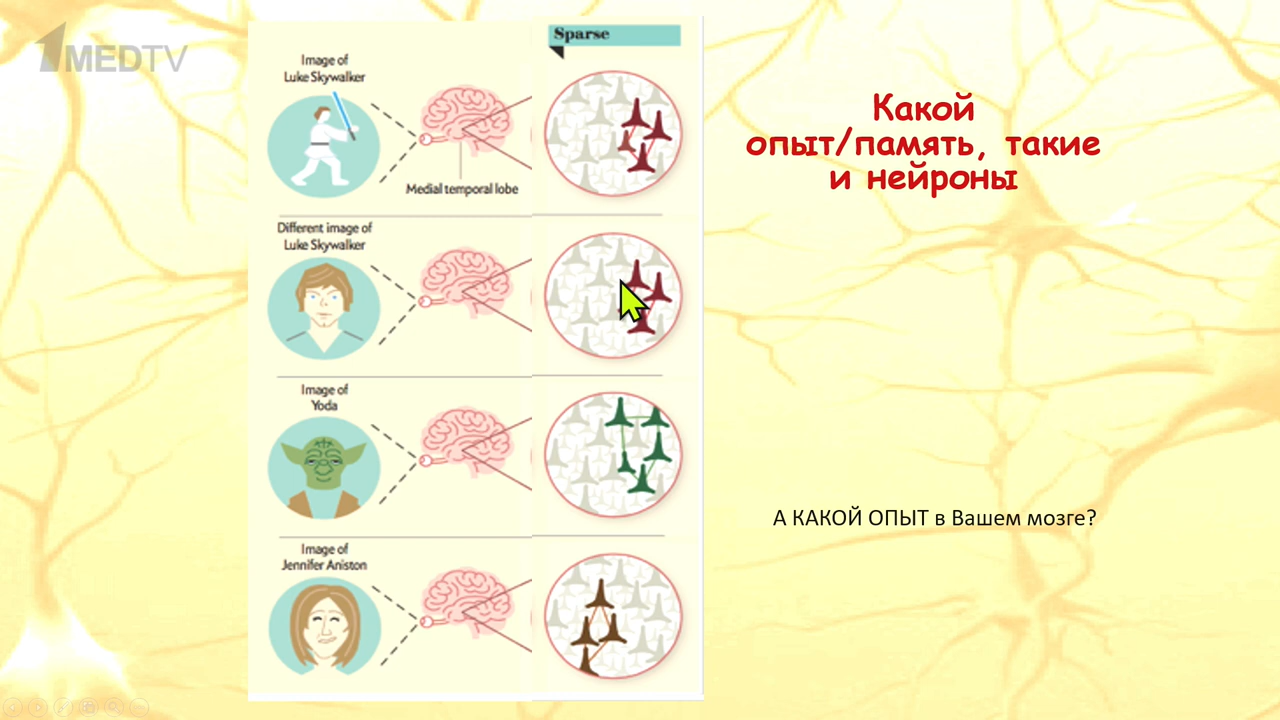 1MEDTV
Sparse
Image of
Luke Skywalker
Medial temporal lobe
Different image of
Luke Skywalker
Image of
Yoda
Image of
Jennifer Aniston
Какой
опыт/память, такие
и нейроны
А КАКОЙ ОПЫТ в Вашем мозге?